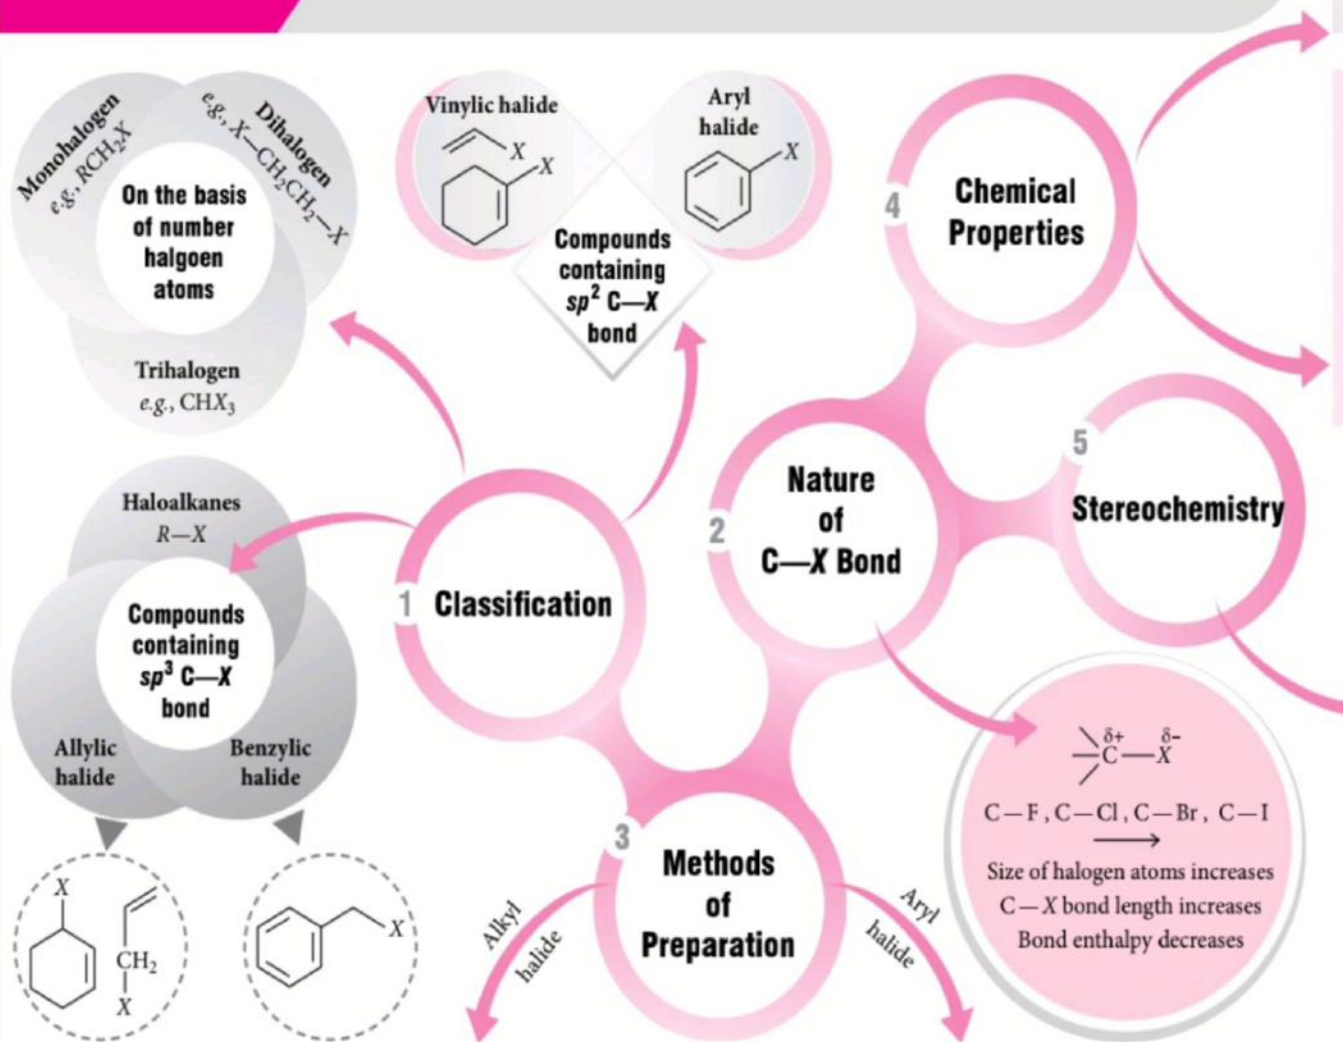 Monohalogen
e.g., RCH₂X
Dihalogen
e.g., X—CH₂CH₂—X
On the basis
of number
halgoen
atoms
Trihalogen
e.g., CHX₃
Vinylic halide
X
X
Aryl
halide
X
Compounds
containing
sp² C—X
bond
Haloalkanes
R—X
Compounds
containing
sp³ C—X
bond
Allylic
halide
Benzylic
halide
X
CH₂
X
X
1
Classification
2
Nature
of
C—X Bond
3
Methods
of
Preparation
Alkyl
halide
Aryl
halide
4
Chemical
Properties
5
Stereochemistry
δ+ δ−
C—X
C—F, C—Cl, C—Br, C—I
Size of halogen atoms increases
C—X bond length increases
Bond enthalpy decreases